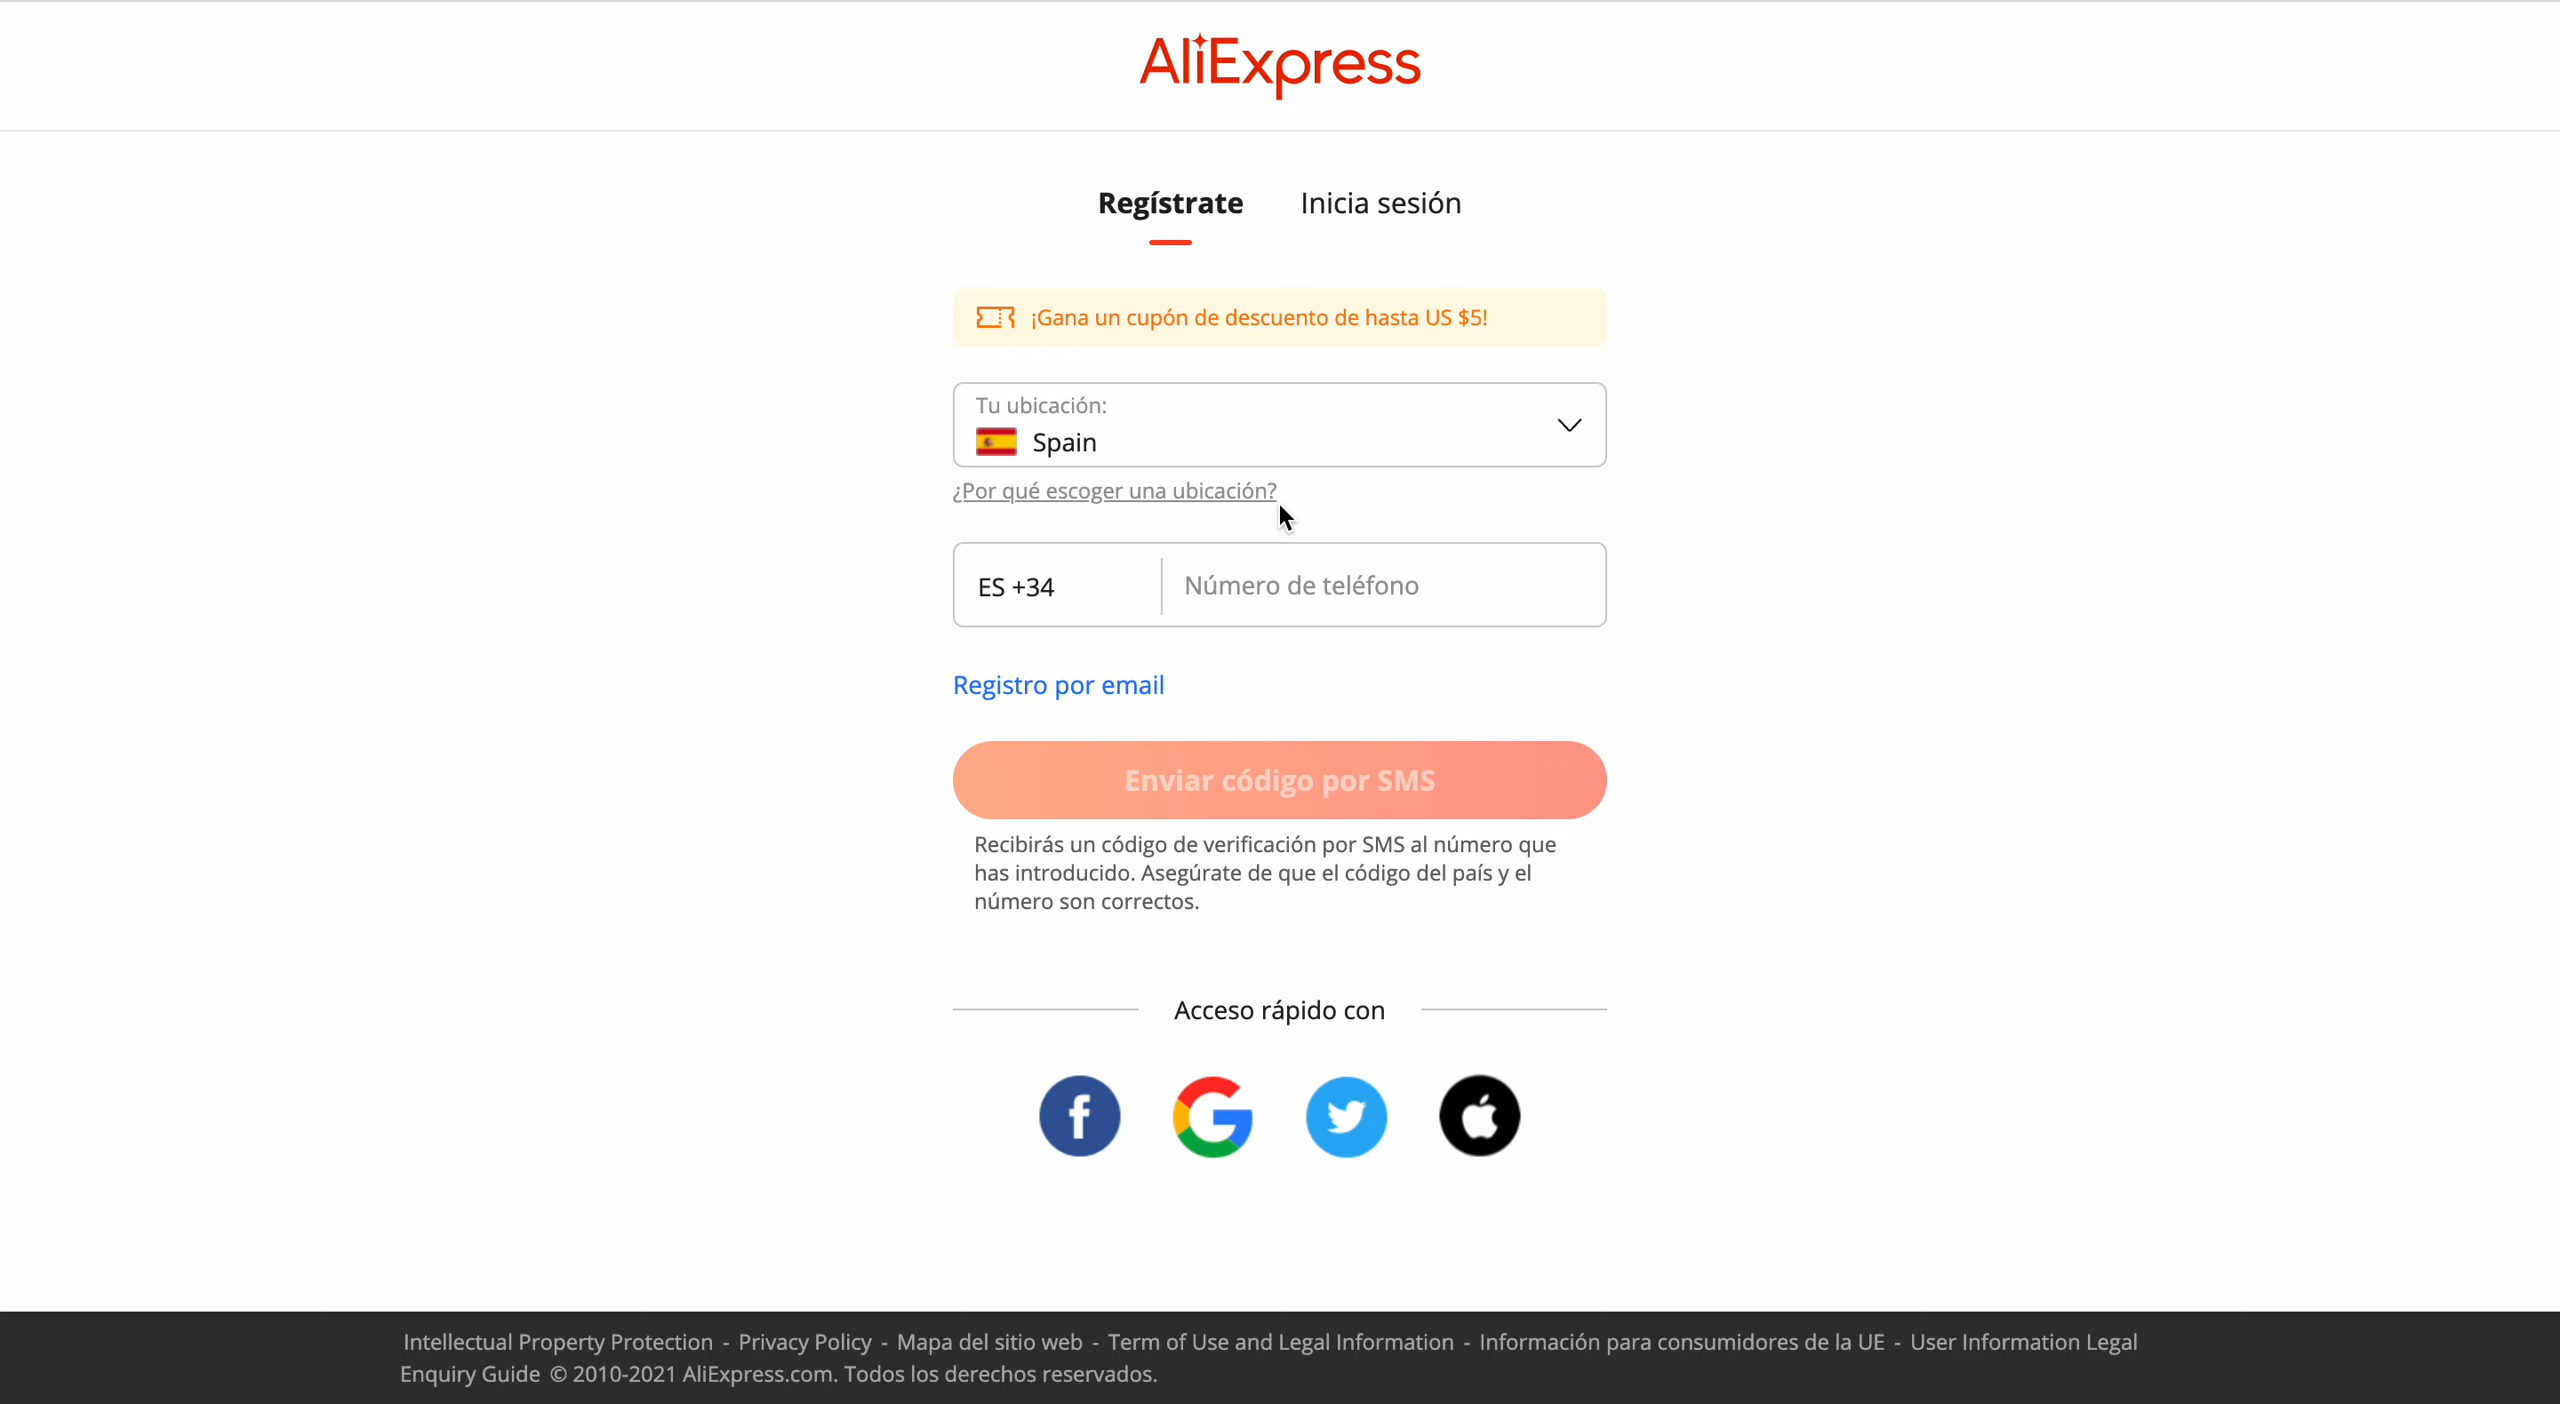 AliExpress
Regístrate Inicia sesión
¡Gana un cupón de descuento de hasta US $5!
Tu ubicación:
Spain
¿Por qué escoger una ubicación?
ES +34 Número de teléfono
Registro por email
Enviar código por SMS
Recibirás un código de verificación por SMS al número que
has introducido. Asegúrate de que el código del país y el
número son correctos.
Acceso rápido con
Intellectual Property Protection - Privacy Policy - Mapa del sitio web - Term of Use and Legal Information - Información para consumidores de la UE - User Information Legal
Enquiry Guide © 2010-2021 AliExpress.com. Todos los derechos reservados.